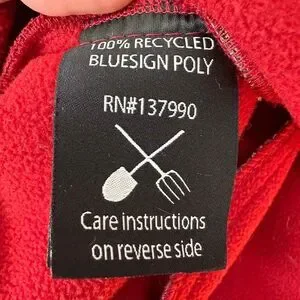 100% RECYCLED
BLUESIGN POLY
RN#137990
Care instructions
on reverse side